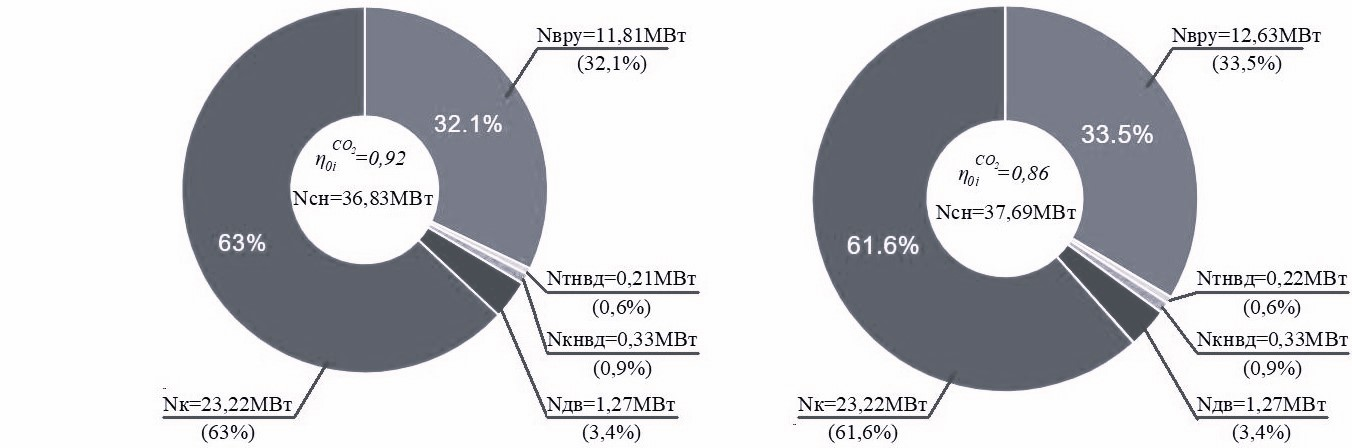 Nвру=11,81МВт
(32,1%)
32.1%
η0i CO2=0,92
Nсн=36,83МВт
63%
Nтнвд=0,21МВт
(0,6%)
Nкнвд=0,33МВт
(0,9%)
Nк=23,22МВт
(63%)
Nдв=1,27МВт
(3,4%)
Nвру=12,63МВт
(33,5%)
33.5%
η0i CO2=0,86
Nсн=37,69МВт
61.6%
Nтнвд=0,22МВт
(0,6%)
Nкнвд=0,33МВт
(0,9%)
Nк=23,22МВт
(61,6%)
Nдв=1,27МВт
(3,4%)